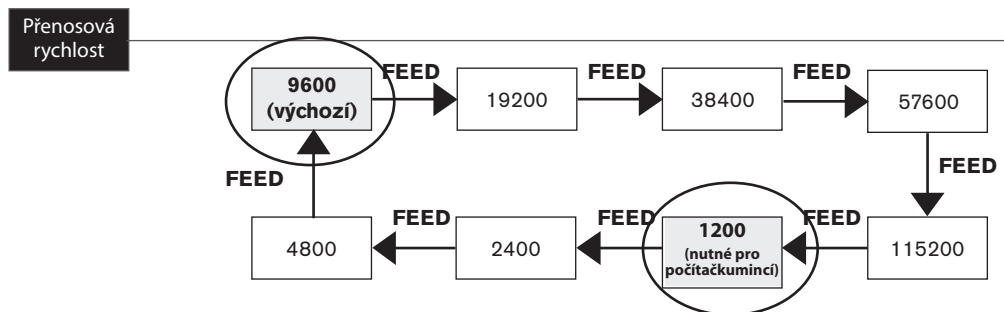 Přenosová
rychlost
FEED
FEED
FEED
9600
(výchozí)
19200
38400
57600
FEED
FEED
FEED
FEED
FEED
4800
2400
1200
(nutné pro
počítačkumincí)
115200